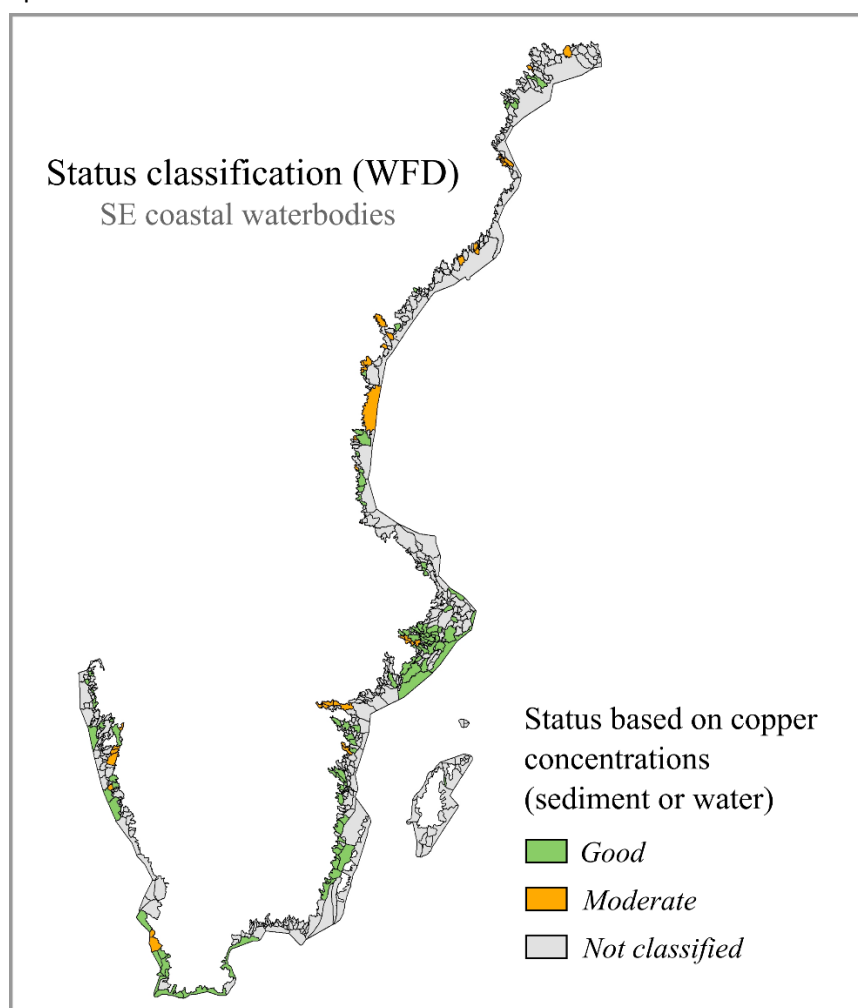 Status classification (WFD)
SE coastal waterbodies
Status based on copper
concentrations
(sediment or water)
Good
Moderate
Not classified